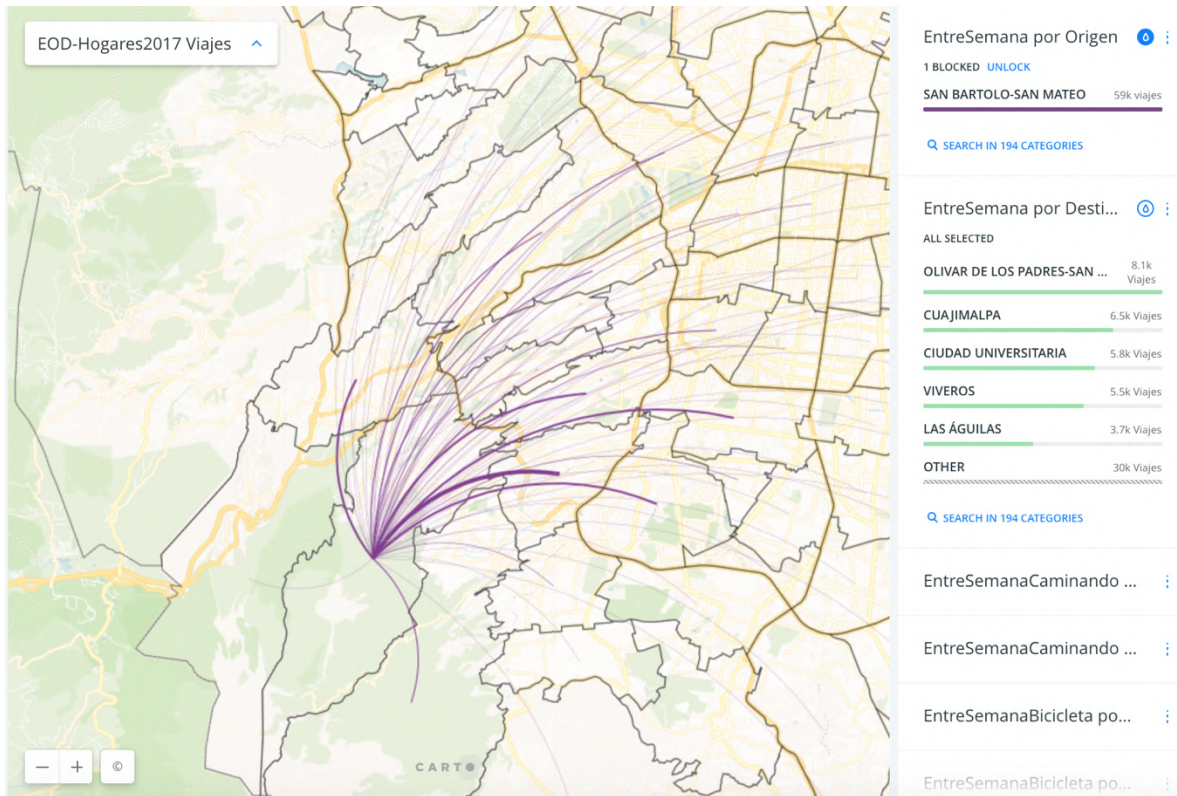 EOD-Hogares2017 Viajes
EntreSemana por Origen
1 BLOCKED UNLOCK
SAN BARTOLO-SAN MATEO 59k viajes
SEARCH IN 194 CATEGORIES
EntreSemana por Desti...
ALL SELECTED
OLIVAR DE LOS PADRES-SAN ... 8.1k Viajes
CUAJIMALPA 6.5k Viajes
CIUDAD UNIVERSITARIA 5.8k Viajes
VIVEROS 5.5k Viajes
LAS ÁGUILAS 3.7k Viajes
OTHER 30k Viajes
SEARCH IN 194 CATEGORIES
EntreSemanaCaminando ...
EntreSemanaCaminando ...
EntreSemanaBicicleta po...
EntreSemanaBicicleta po...
©
CARTO